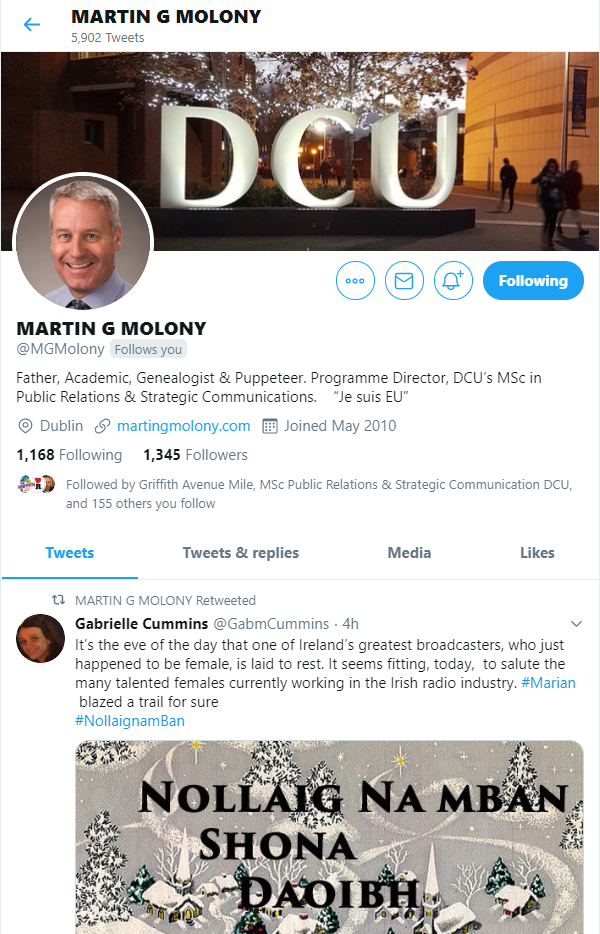 MARTIN G MOLONY
5,902 Tweets
DCU
Following
MARTIN G MOLONY
@MGMolony Follows you
Father, Academic, Genealogist & Puppeteer. Programme Director, DCU's MSc in
Public Relations & Strategic Communications. "Je suis EU"
Dublin martingmolony.com Joined May 2010
1,168 Following 1,345 Followers
Followed by Griffith Avenue Mile, MSc Public Relations & Strategic Communication DCU,
and 155 others you follow
Tweets Tweets & replies Media Likes
MARTIN G MOLONY Retweeted
Gabrielle Cummins @GabmCummins · 4h
It's the eve of the day that one of Ireland's greatest broadcasters, who just
happened to be female, is laid to rest. It seems fitting, today, to salute the
many talented females currently working in the Irish radio industry. #Marian
blazed a trail for sure
#NollaignamBan
NOLLAIG NA MBAN
SHONA
DAOIBH